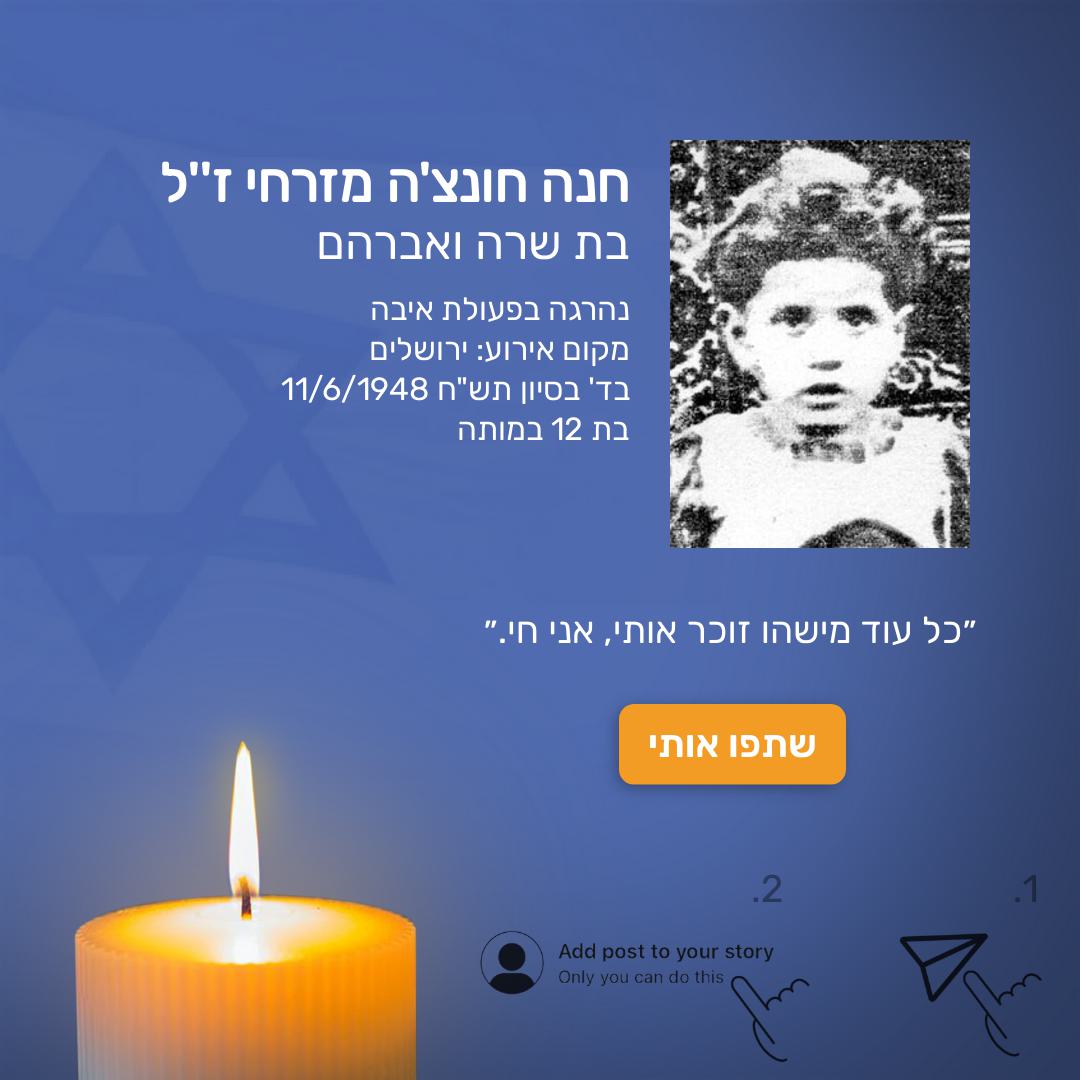 חנה חונצ'ה מזרחי ז''ל
בת שרה ואברהם
נהרגה בפעולת איבה
מקום אירוע: ירושלים
בד' בסיון תש"ח 11/6/1948
בת 12 במותה
״כל עוד מישהו זוכר אותי, אני חי.״
שתפו אותי
1.
2.
Add post to your story
Only you can do this